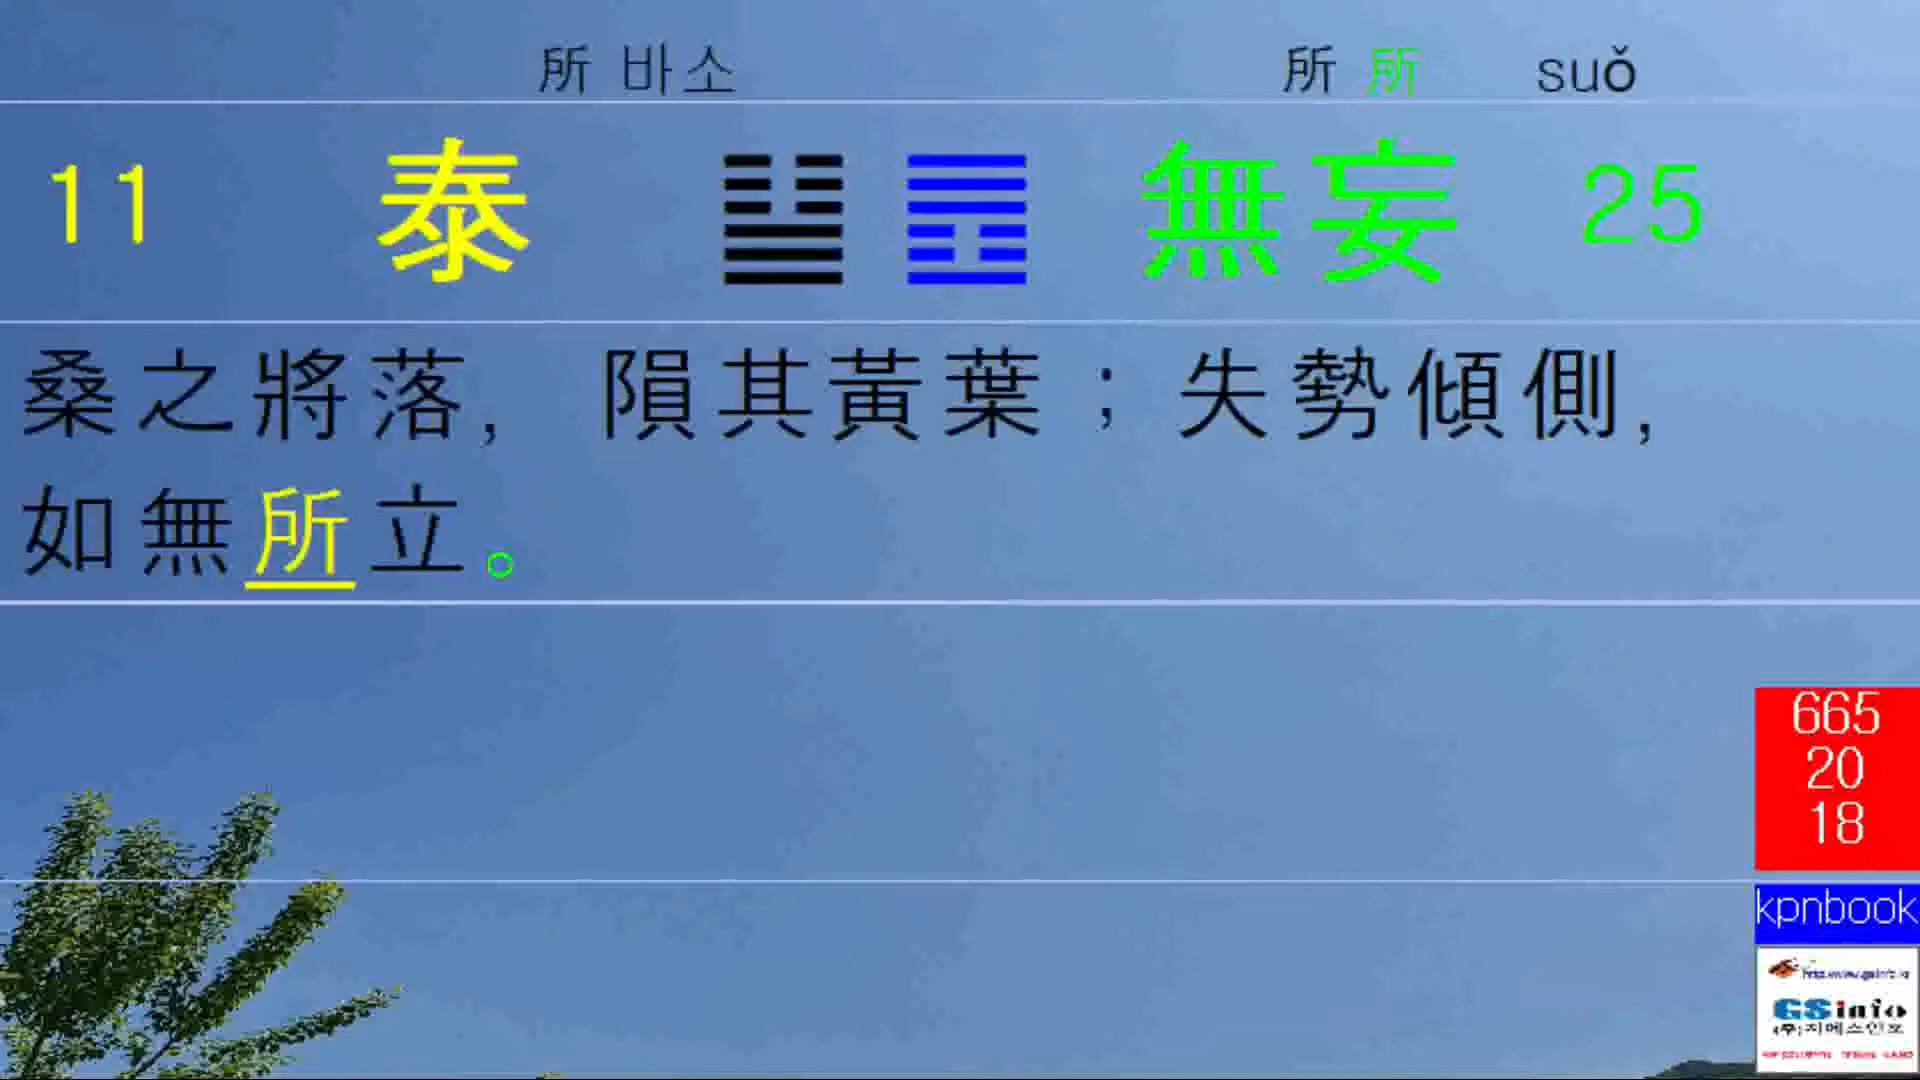 所 바소 所 所 suǒ
11 泰 無妄 25
桑之將落, 隕其黃葉；失勢傾側,
如無所立。
665
20
18
kpnbook
GSinfo
(주)지에스인포